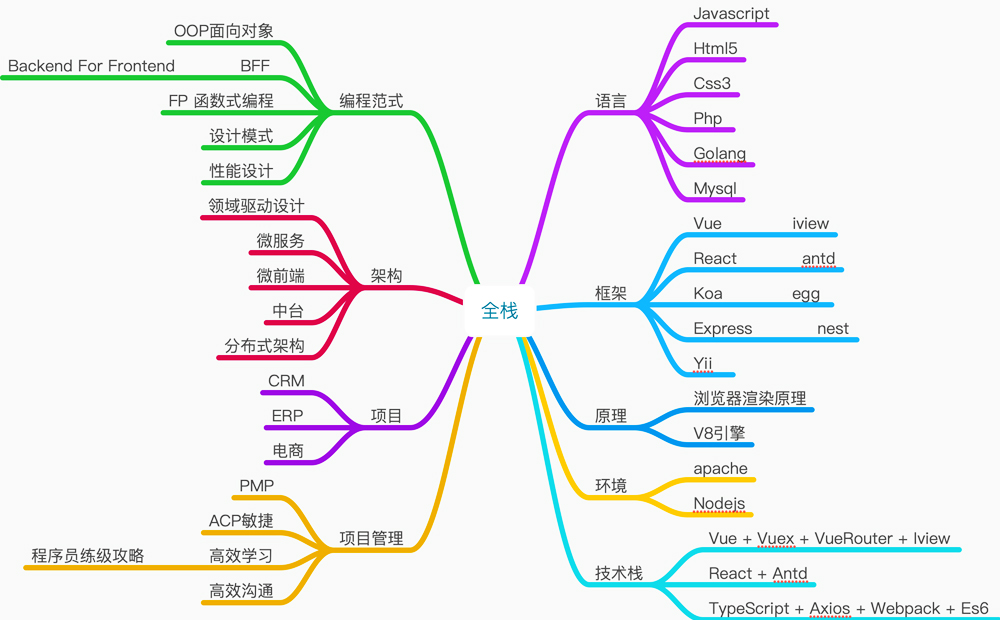 全栈
编程范式
OOP面向对象
Backend For Frontend BFF
FP 函数式编程
设计模式
性能设计
架构
领域驱动设计
微服务
微前端
中台
分布式架构
项目
CRM
ERP
电商
项目管理
PMP
ACP敏捷
程序员练级攻略 高效学习
高效沟通
语言
Javascript
Html5
Css3
Php
Golang
Mysql
框架
Vue iview
React antd
Koa egg
Express nest
Yii
原理
浏览器渲染原理
V8引擎
环境
apache
Nodejs
技术栈
Vue + Vuex + VueRouter + Iview
React + Antd
TypeScript + Axios + Webpack + Es6